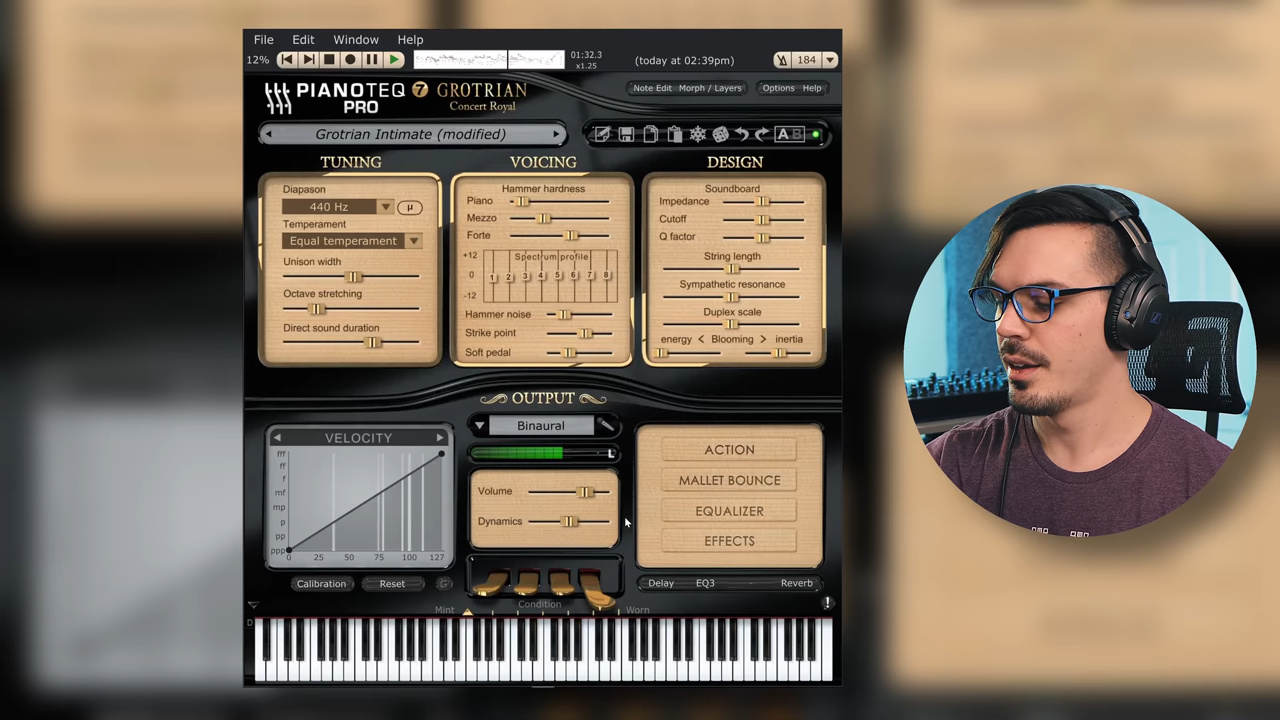 File Edit Window Help
12% 01:32.3 x1.25 (today at 02:39pm) 184
PIANOTEQ 7 PRO
GROTRIAN
Concert Royal
Note Edit Morph / Layers Options Help
Grotrian Intimate (modified)
A B
TUNING
Diapason
440 Hz μ
Temperament
Equal temperament
Unison width
Octave stretching
Direct sound duration
VOICING
Hammer hardness
Piano
Mezzo
Forte
Spectrum profile
+12
0
-12
1 2 3 4 5 6 7 8
Hammer noise
Strike point
Soft pedal
DESIGN
Soundboard
Impedance
Cutoff
Q factor
String length
Sympathetic resonance
Duplex scale
energy < Blooming > inertia
OUTPUT
Binaural
L
VELOCITY
fff
ff
f
mf
mp
p
pp
ppp
0 25 50 75 100 127
Calibration Reset G
Volume
Dynamics
ACTION
MALLET BOUNCE
EQUALIZER
EFFECTS
Delay EQ3 - Reverb
Mint Condition Worn
!
D